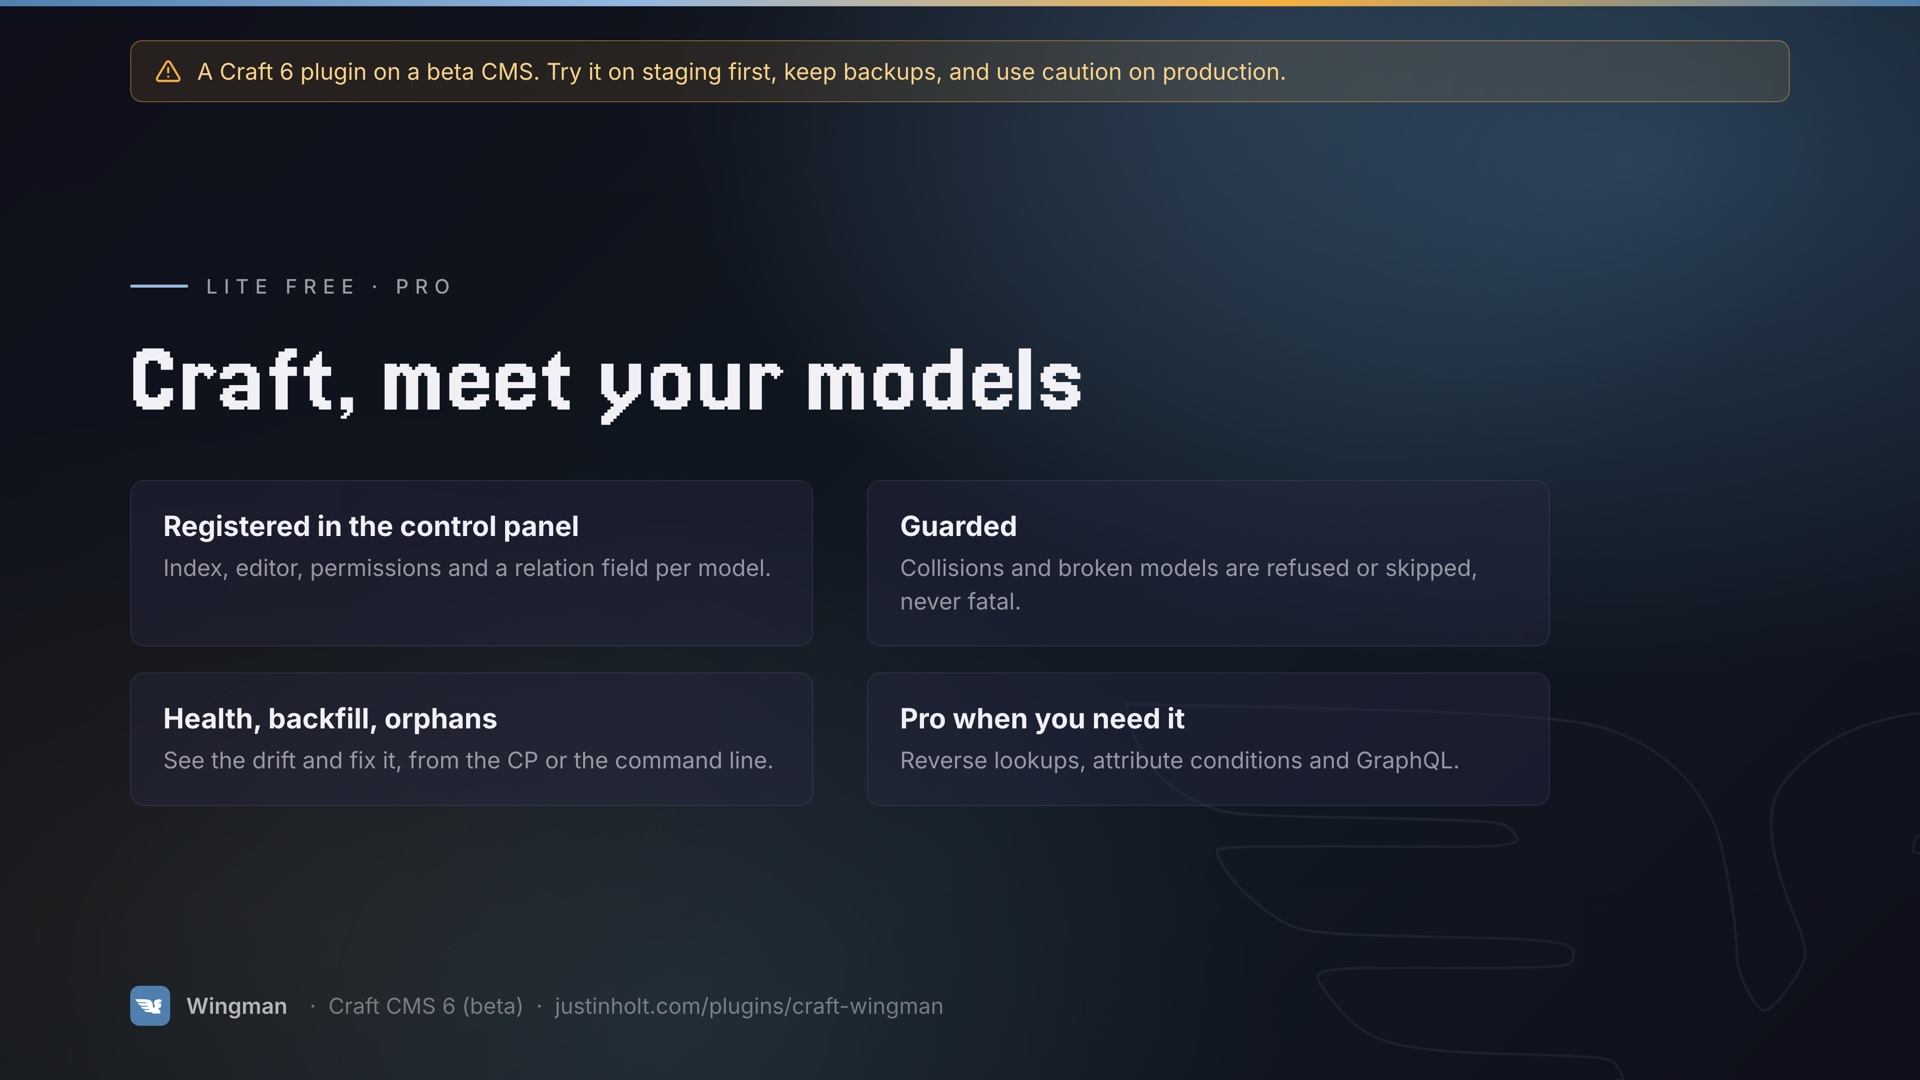 A Craft 6 plugin on a beta CMS. Try it on staging first, keep backups, and use caution on production.
LITE FREE · PRO
Craft, meet your models
Registered in the control panel
Index, editor, permissions and a relation field per model.
Guarded
Collisions and broken models are refused or skipped,
never fatal.
Health, backfill, orphans
See the drift and fix it, from the CP or the command line.
Pro when you need it
Reverse lookups, attribute conditions and GraphQL.
Wingman · Craft CMS 6 (beta) · justinholt.com/plugins/craft-wingman